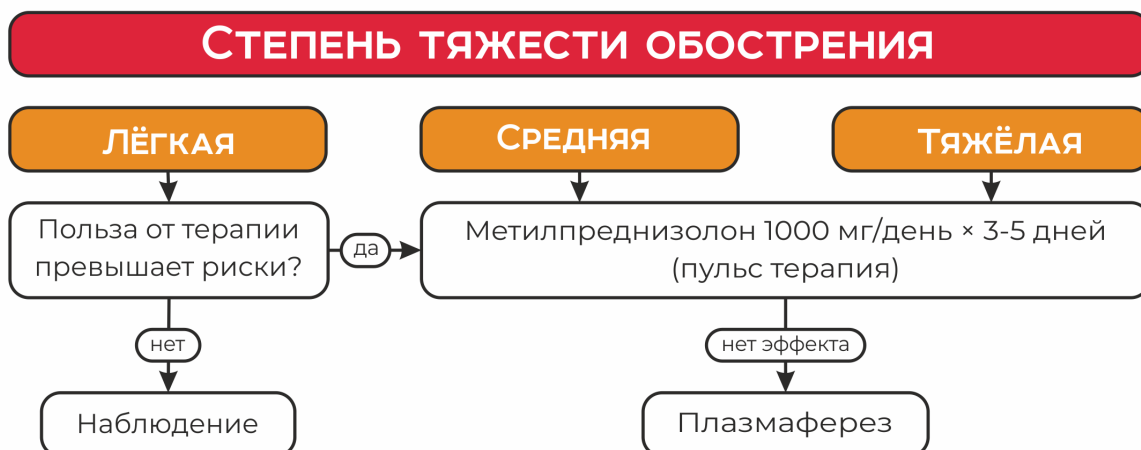 Степень тяжести обострения
Лёгкая
Средняя
Тяжёлая
Польза от терапии
превышает риски?
да
Метилпреднизолон 1000 мг/день × 3-5 дней
(пульс терапия)
нет
нет эффекта
Наблюдение
Плазмаферез